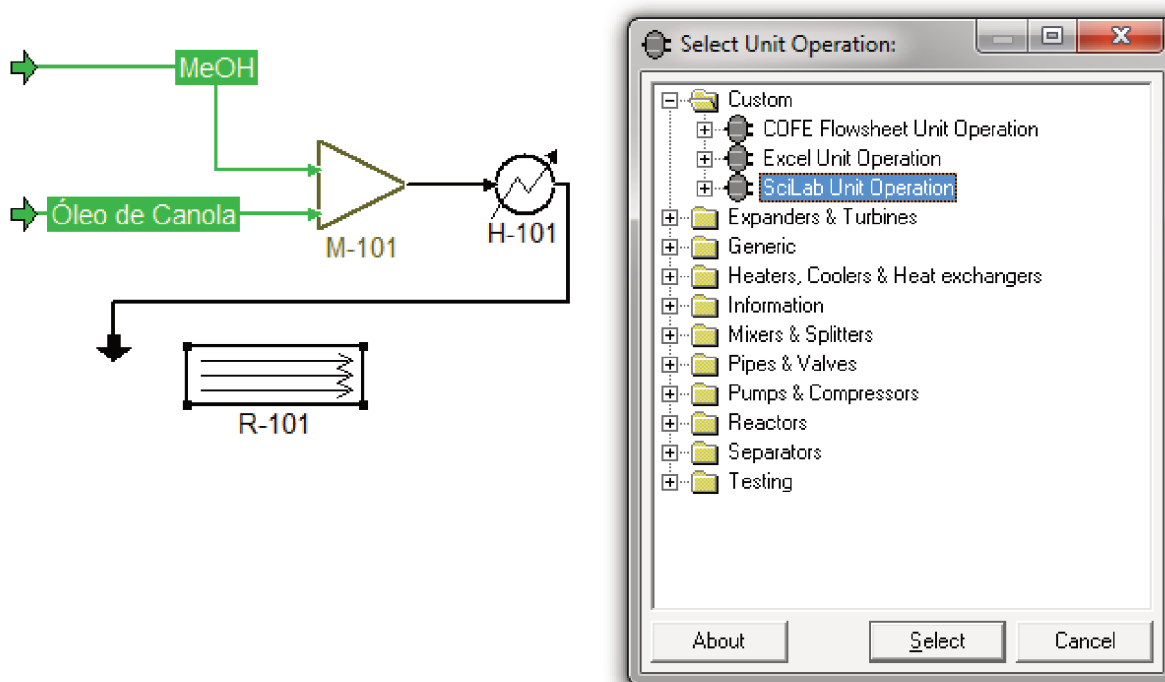 MeOH
Óleo de Canola
M-101
H-101
R-101
Select Unit Operation:
Custom
COFE Flowsheet Unit Operation
Excel Unit Operation
SciLab Unit Operation
Expanders & Turbines
Generic
Heaters, Coolers & Heat exchangers
Information
Mixers & Splitters
Pipes & Valves
Pumps & Compressors
Reactors
Separators
Testing
About
Select
Cancel